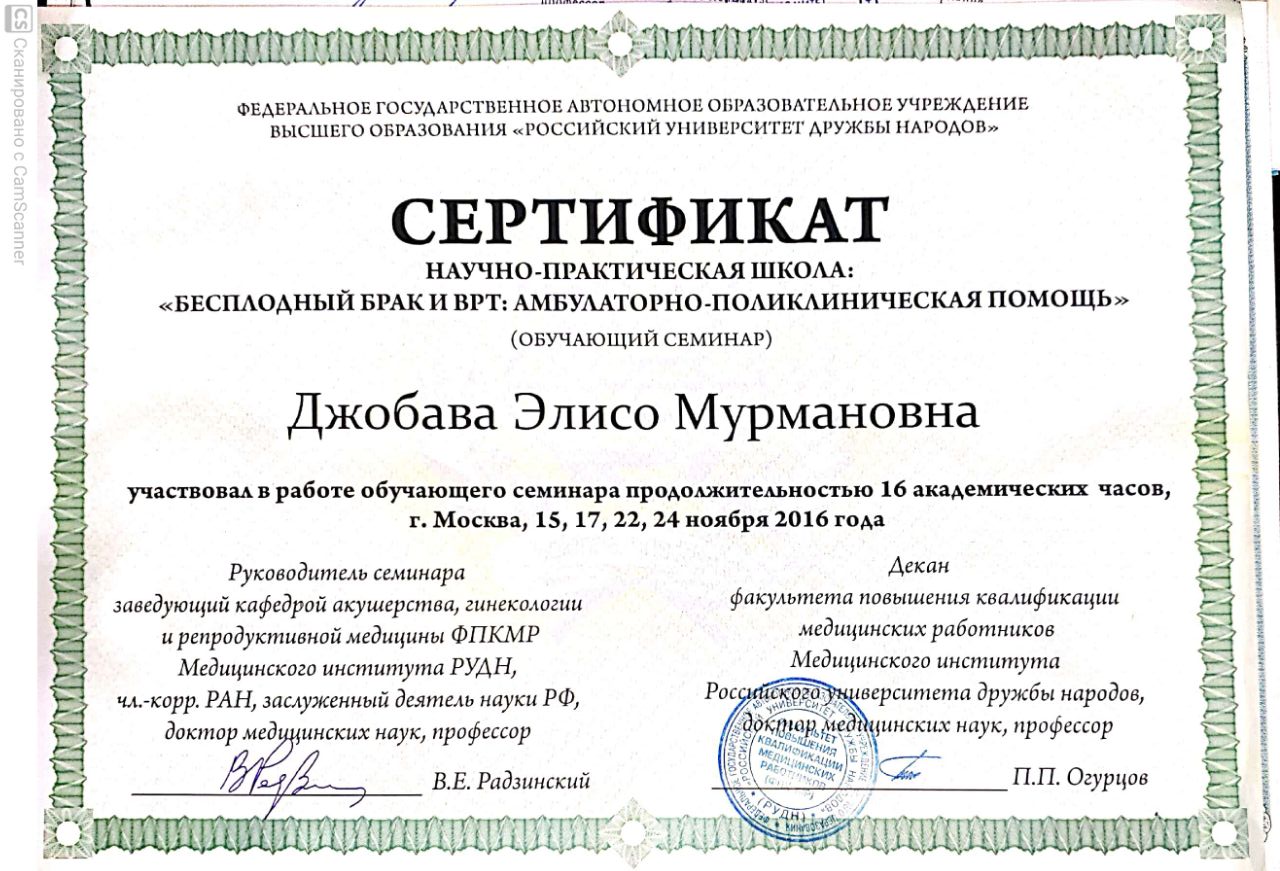 CS Сканировано с CamScanner
ФЕДЕРАЛЬНОЕ ГОСУДАРСТВЕННОЕ АВТОНОМНОЕ ОБРАЗОВАТЕЛЬНОЕ УЧРЕЖДЕНИЕ
ВЫСШЕГО ОБРАЗОВАНИЯ «РОССИЙСКИЙ УНИВЕРСИТЕТ ДРУЖБЫ НАРОДОВ»
СЕРТИФИКАТ
НАУЧНО-ПРАКТИЧЕСКАЯ ШКОЛА:
«БЕСПЛОДНЫЙ БРАК И ВРТ: АМБУЛАТОРНО-ПОЛИКЛИНИЧЕСКАЯ ПОМОЩЬ»
(ОБУЧАЮЩИЙ СЕМИНАР)
Джобава Элисо Мурмановна
участвовал в работе обучающего семинара продолжительностью 16 академических часов,
г. Москва, 15, 17, 22, 24 ноября 2016 года
Руководитель семинара
заведующий кафедрой акушерства, гинекологии
и репродуктивной медицины ФПКМР
Медицинского института РУДН,
чл.-корр. РАН, заслуженный деятель науки РФ,
доктор медицинских наук, профессор
В.Е. Радзинский
Декан
факультета повышения квалификации
медицинских работников
Медицинского института
Российского университета дружбы народов,
доктор медицинских наук, профессор
П.П. Огурцов
ПОВЫШЕНИЯ
КВАЛИФИКАЦИИ
МЕДИЦИНСКИХ
РАБОТНИКОВ
(РУДН)